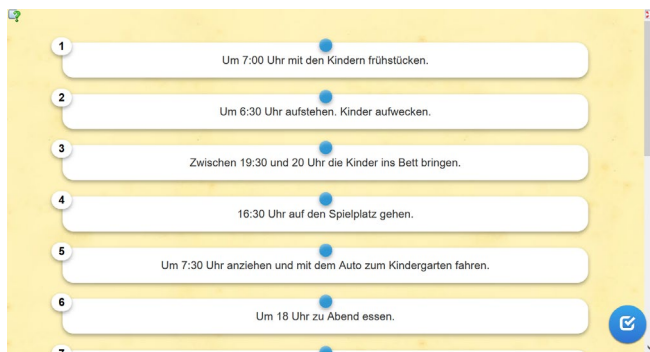 1
Um 7:00 Uhr mit den Kindern frühstücken.
2
Um 6:30 Uhr aufstehen. Kinder aufwecken.
3
Zwischen 19:30 und 20 Uhr die Kinder ins Bett bringen.
4
16:30 Uhr auf den Spielplatz gehen.
5
Um 7:30 Uhr anziehen und mit dem Auto zum Kindergarten fahren.
6
Um 18 Uhr zu Abend essen.
7